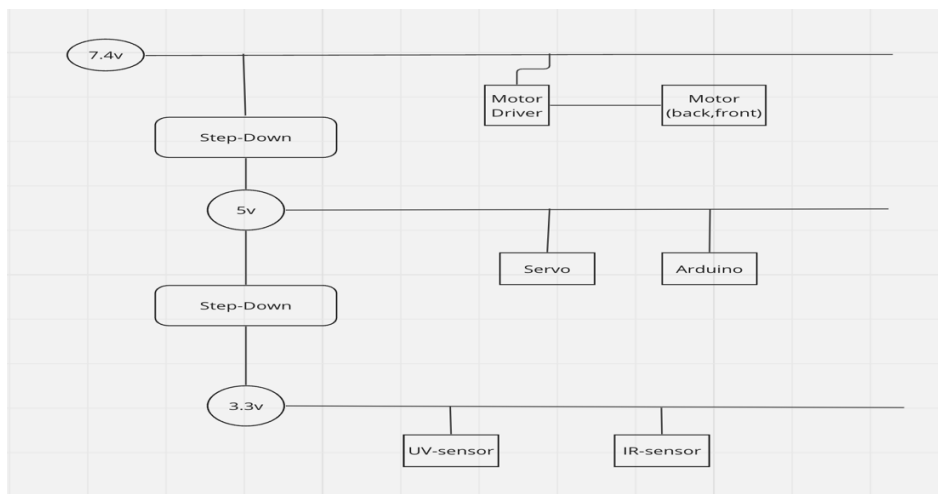 7.4v
Motor
Driver
Motor
(back,front)
Step-Down
5v
Servo
Arduino
Step-Down
3.3v
UV-sensor
IR-sensor